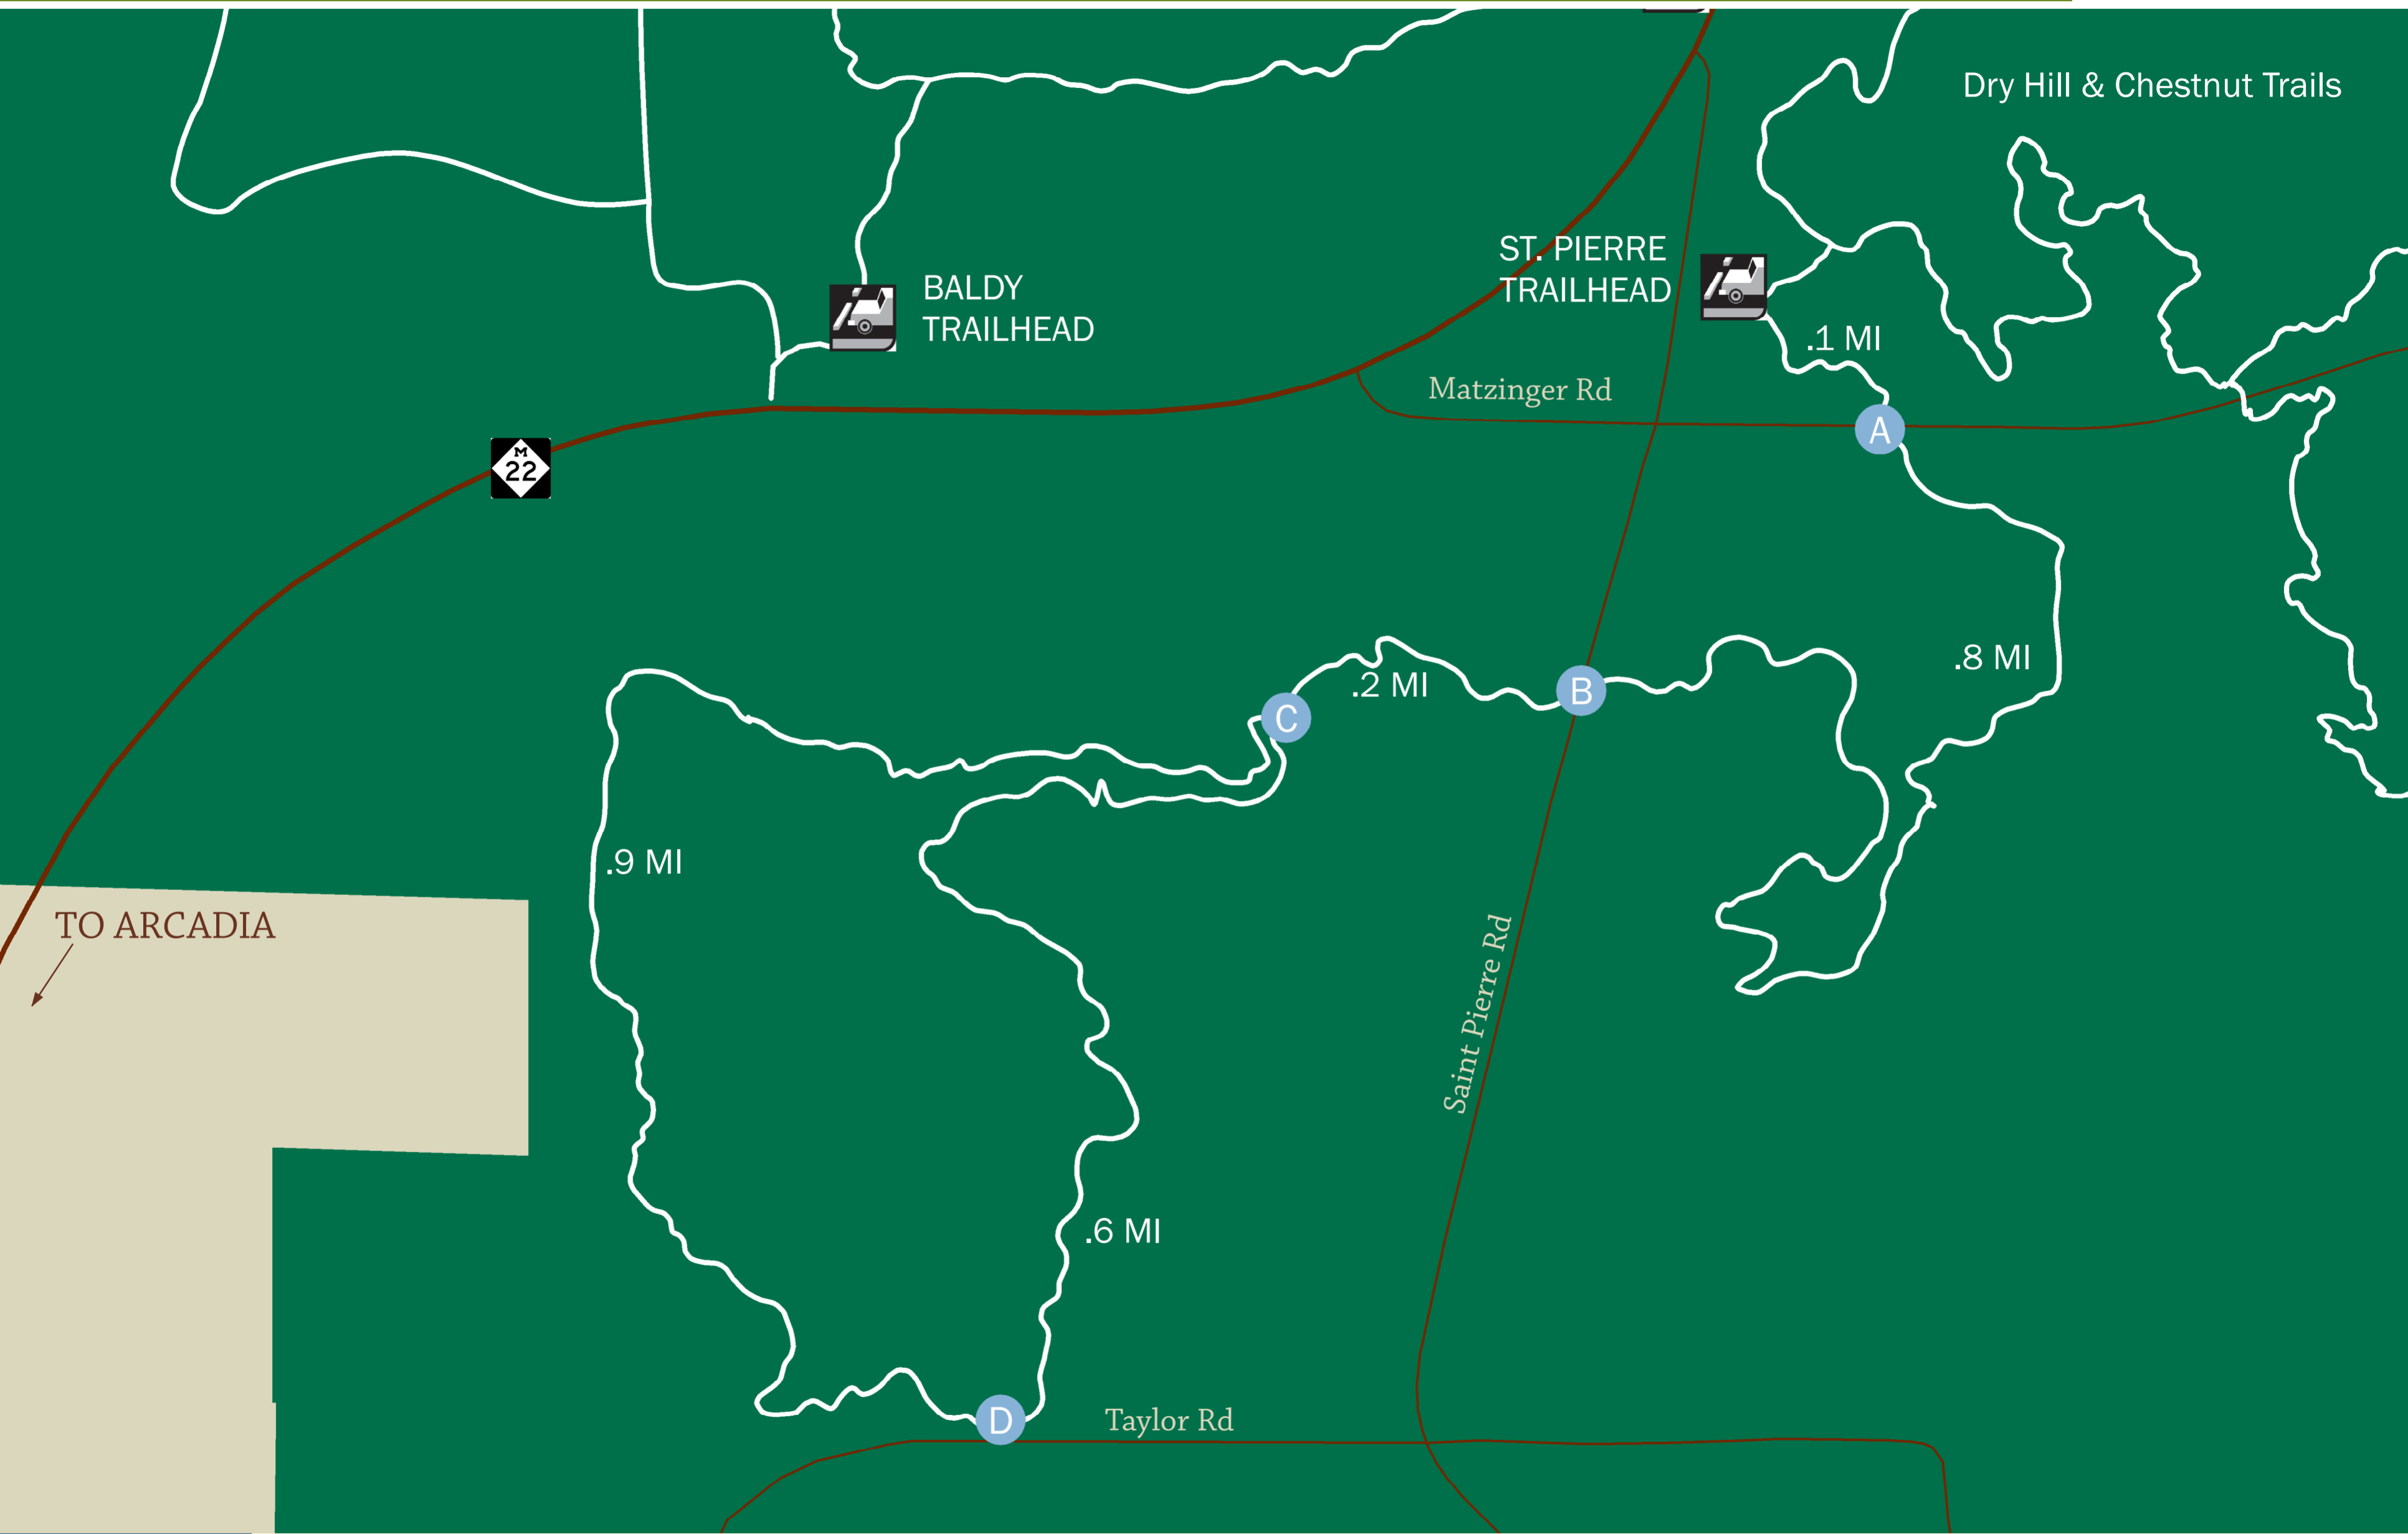 Dry Hill & Chestnut Trails
ST. PIERRE
TRAILHEAD
BALDY
TRAILHEAD
.1 MI
Matzinger Rd
A
M
22
.8 MI
.2 MI
B
C
.9 MI
TO ARCADIA
Saint Pierre Rd
.6 MI
D
Taylor Rd